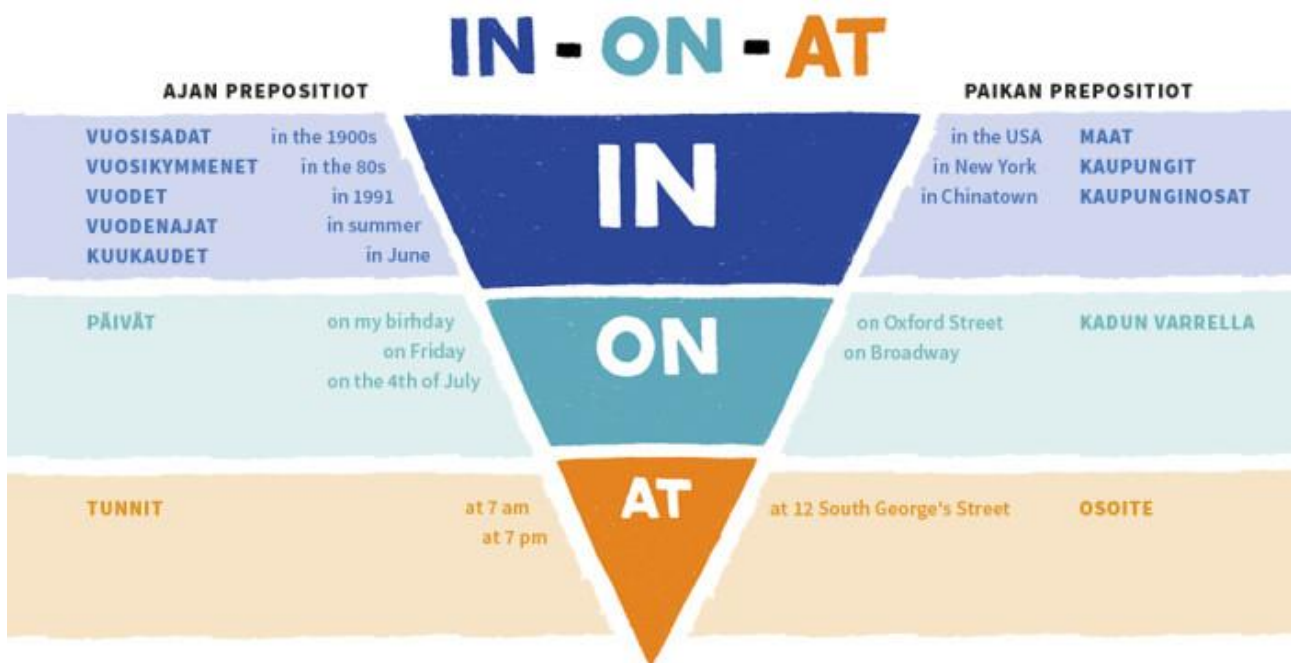 IN - ON - AT
AJAN PREPOSITIOT
PAIKAN PREPOSITIOT
VUOSISADAT in the 1900s
VUOSIKYMMENET in the 80s
VUODET in 1991
VUODENAJAT in summer
KUUKAUDET in June
IN
in the USA MAAT
in New York KAUPUNGIT
in Chinatown KAUPUNGINOSAT
PÄIVÄT on my birhday
on Friday
on the 4th of July
ON
on Oxford Street KADUN VARRELLA
on Broadway
TUNNIT at 7 am
at 7 pm
AT
at 12 South George's Street OSOITE